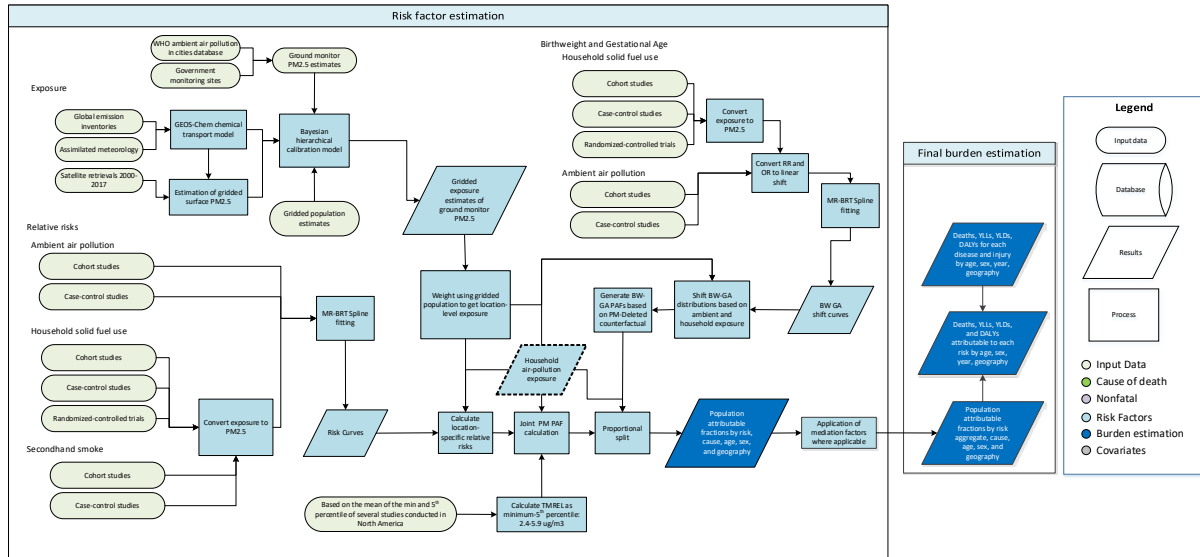 Risk factor estimation
WHO ambient air pollution
in cities database
Government
monitoring sites
Ground monitor
PM2.5 estimates
Exposure
Global emission
inventories
Assimilated meteorology
Satellite retrievals 2000-
2017
GEOS-Chem chemical
transport model
Estimation of gridded
surface PM2.5
Bayesian
hierarchical
calibration model
Gridded population
estimates
Gridded
exposure
estimates of
ground monitor
PM2.5
Birthweight and Gestational Age
Household solid fuel use
Cohort studies
Case-control studies
Randomized-controlled trials
Convert
exposure to
PM2.5
Ambient air pollution
Cohort studies
Case-control studies
Convert RR and
OR to linear
shift
MR-BRT Spline
fitting
BW GA
shift curves
Shift BW-GA
distributions based on
ambient and
household exposure
Generate BW-
GA PAFs based
on PM-Deleted
counterfactual
Weight using gridded
population to get location-
level exposure
Household
air-pollution
exposure
Relative risks
Ambient air pollution
Cohort studies
Case-control studies
Household solid fuel use
Cohort studies
Case-control studies
Randomized-controlled trials
Secondhand smoke
Cohort studies
Case-control studies
Convert exposure to
PM2.5
MR-BRT Spline
fitting
Risk Curves
Calculate
location-
specific relative
risks
Joint PM PAF
calculation
Proportional
split
Population
attributable
fractions by risk,
cause, age, sex,
and geography
Application of
mediation factors
where applicable
Based on the mean of the min and 5th
percentile of several studies conducted in
North America
Calculate TMREL as
minimum-5th percentile:
2.4-5.9 ug/m3
Final burden estimation
Deaths, YLLs, YLDs,
DALYs for each
disease and injury
by age, sex, year,
geography
Deaths, YLLs, YLDs,
and DALYs
attributable to each
risk by age, sex,
year, geography
Population
attributable
fractions by risk
aggregate, cause,
age, sex, and
geography
Legend
Input data
Database
Results
Process
Input Data
Cause of death
Nonfatal
Risk Factors
Burden estimation
Covariates